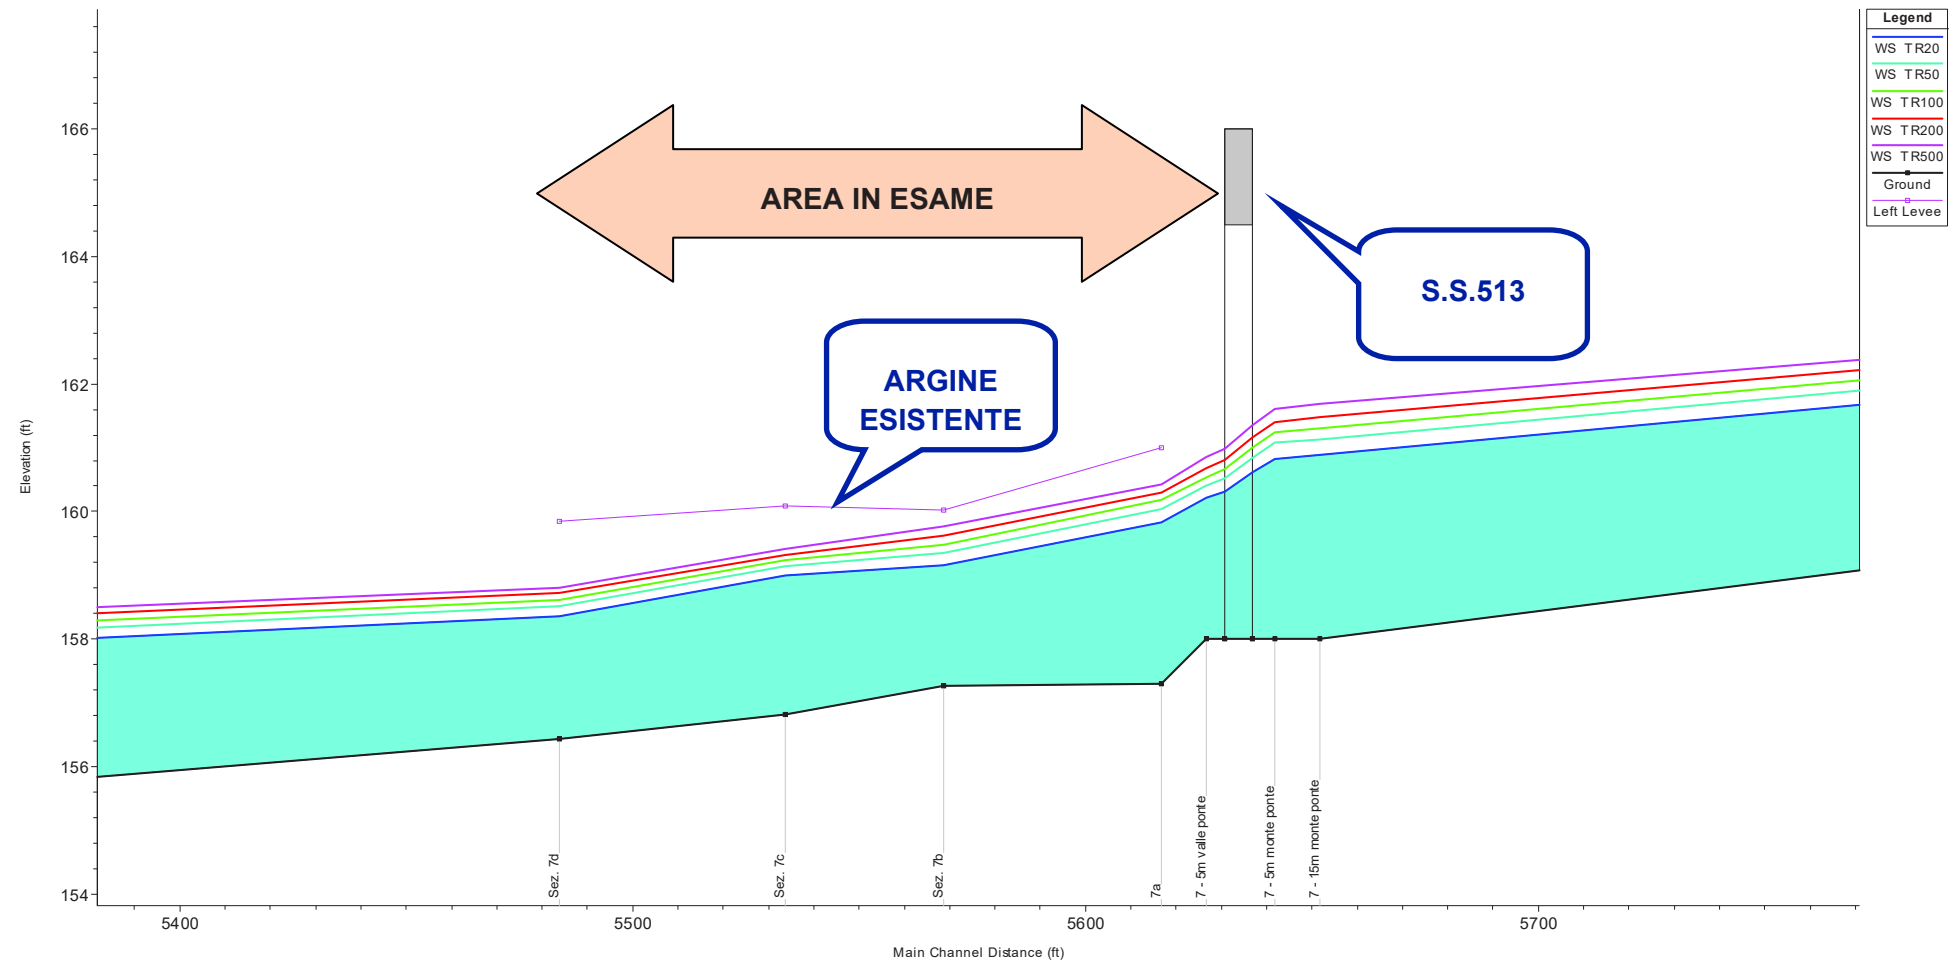 Legend
WS TR20
WS TR50
WS TR100
WS TR200
WS TR500
Ground
Left Levee
166
164
162
160
158
156
154
Elevation (ft)
AREA IN ESAME
S.S.513
ARGINE
ESISTENTE
Sez. 7d
Sez. 7c
Sez. 7b
7a
7 - 5m valle ponte
7 - 5m monte ponte
7 - 15m monte ponte
5400
5500
5600
5700
Main Channel Distance (ft)